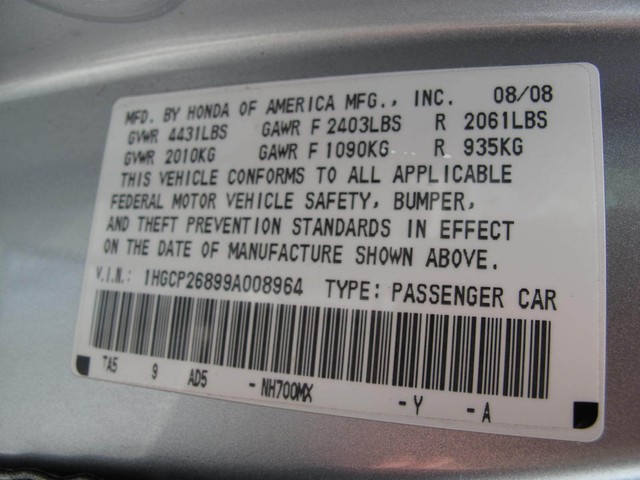 MFD. BY HONDA OF AMERICA MFG., INC. 08/08
GVWR 4431LBS GAWR F 2403LBS R 2061LBS
GVWR 2010KG GAWR F 1090KG R 935KG
THIS VEHICLE CONFORMS TO ALL APPLICABLE
FEDERAL MOTOR VEHICLE SAFETY, BUMPER,
AND THEFT PREVENTION STANDARDS IN EFFECT
ON THE DATE OF MANUFACTURE SHOWN ABOVE.
V.I.N.: 1HGCP26899A008964 TYPE: PASSENGER CAR
TA5 9 AD5 -NH700MX -Y -A